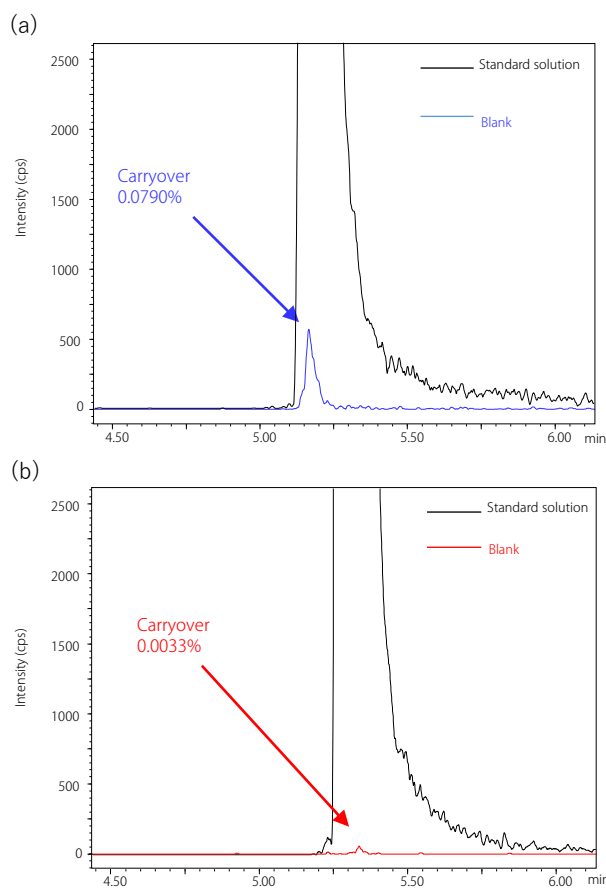 (a)
2500
Standard solution
2000
Blank
Carryover
0.0790%
Intensity (cps)
1500
1000
500
0
4.50
5.00
5.50
6.00
min
(b)
2500
Standard solution
Blank
2000
Carryover
0.0033%
Intensity (cps)
1500
1000
500
0
4.50
5.00
5.50
6.00
min